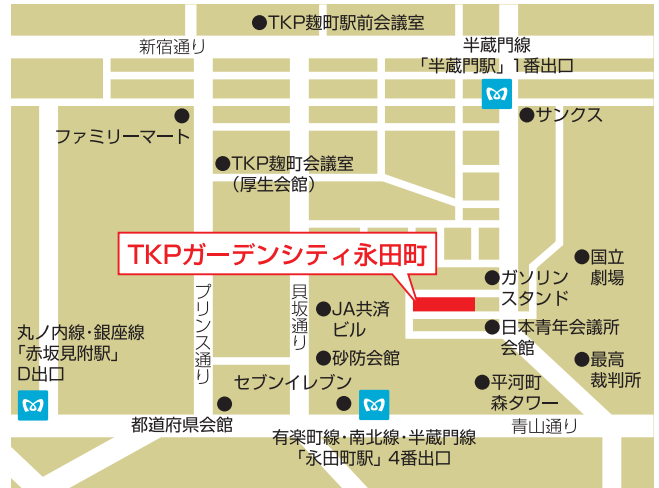 TKP麹町駅前会議室
新宿通り
半蔵門線
「半蔵門駅」1番出口
サンクス
ファミリーマート
TKP麹町会議室
(厚生会館)
TKPガーデンシティ永田町
国立
劇場
ガソリン
スタンド
プリンス通り
貝坂通り
JA共済
ビル
日本青年会議所
会館
丸ノ内線・銀座線
「赤坂見附駅」
D出口
砂防会館
最高
裁判所
セブンイレブン
平河町
森タワー
都道府県会館
青山通り
有楽町線・南北線・半蔵門線
「永田町駅」4番出口